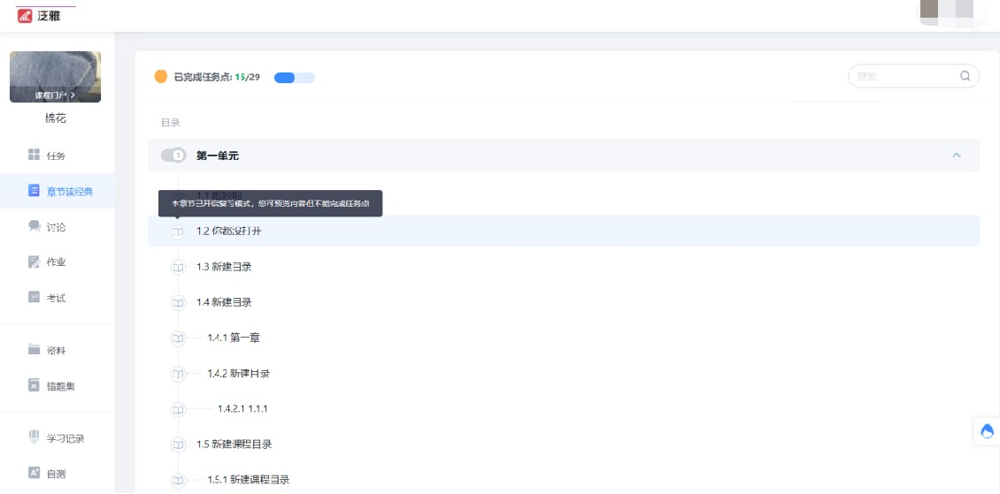 泛雅
课程门户 >
棉花
任务
章节读经典
讨论
作业
考试
资料
错题集
学习记录
自测
已完成任务点: 15/29
搜索
目录
1 第一单元
1.1
本章节已开启复习模式，您可预览内容但不能完成任务点
1.2 你都没打开
1.3 新建目录
1.4 新建目录
1.4.1 第一章
1.4.2 新建目录
1.4.2.1 1.1.1
1.5 新建课程目录
1.5.1 新建课程目录